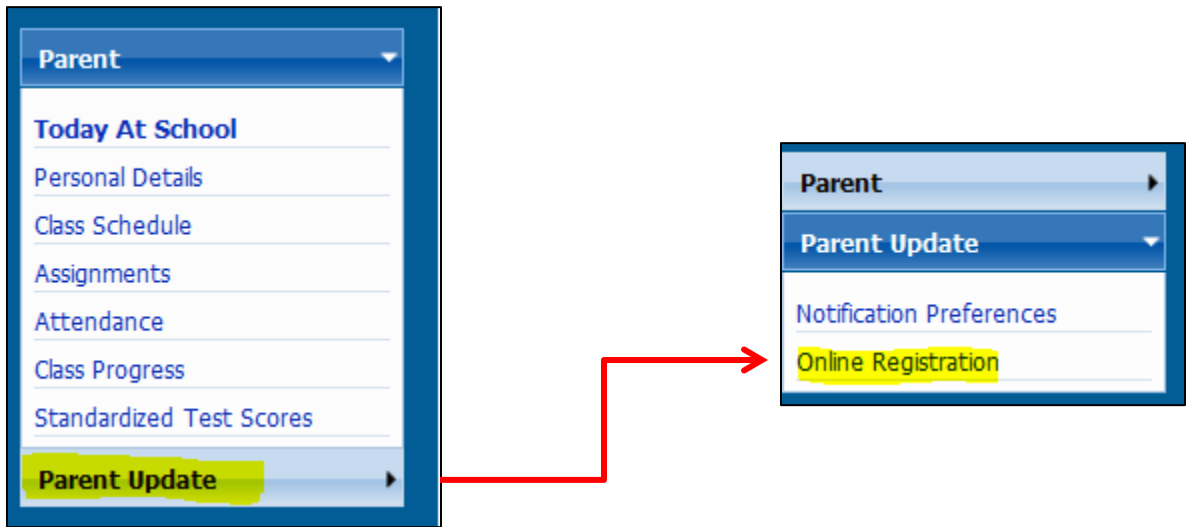 Parent
Today At School
Personal Details
Class Schedule
Assignments
Attendance
Class Progress
Standardized Test Scores
Parent Update
Parent
Parent Update
Notification Preferences
Online Registration